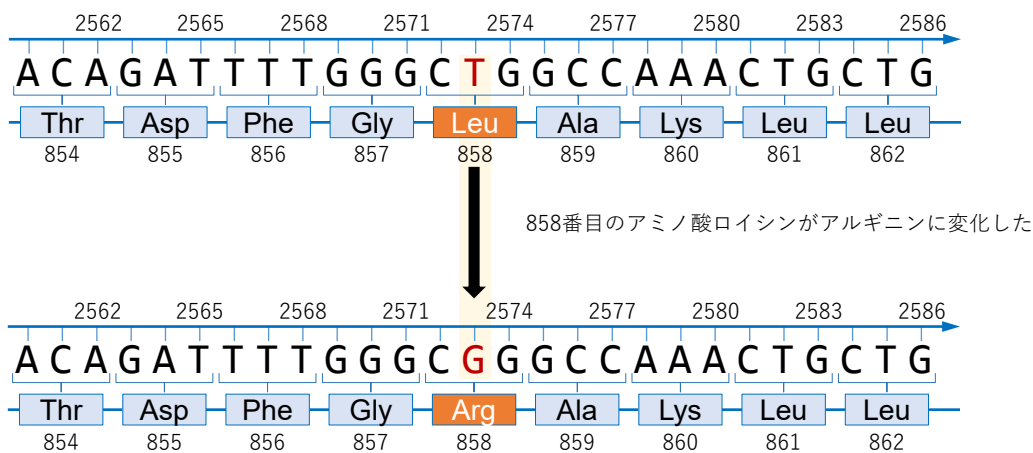 2562 2565 2568 2571 2574 2577 2580 2583 2586
A C A G A T T T T G G G C T G G C C A A A C T G C T G
Thr Asp Phe Gly Leu Ala Lys Leu Leu
854 855 856 857 858 859 860 861 862
858番目のアミノ酸ロイシンがアルギニンに変化した
2562 2565 2568 2571 2574 2577 2580 2583 2586
A C A G A T T T T G G G C G G G C C A A A C T G C T G
Thr Asp Phe Gly Arg Ala Lys Leu Leu
854 855 856 857 858 859 860 861 862